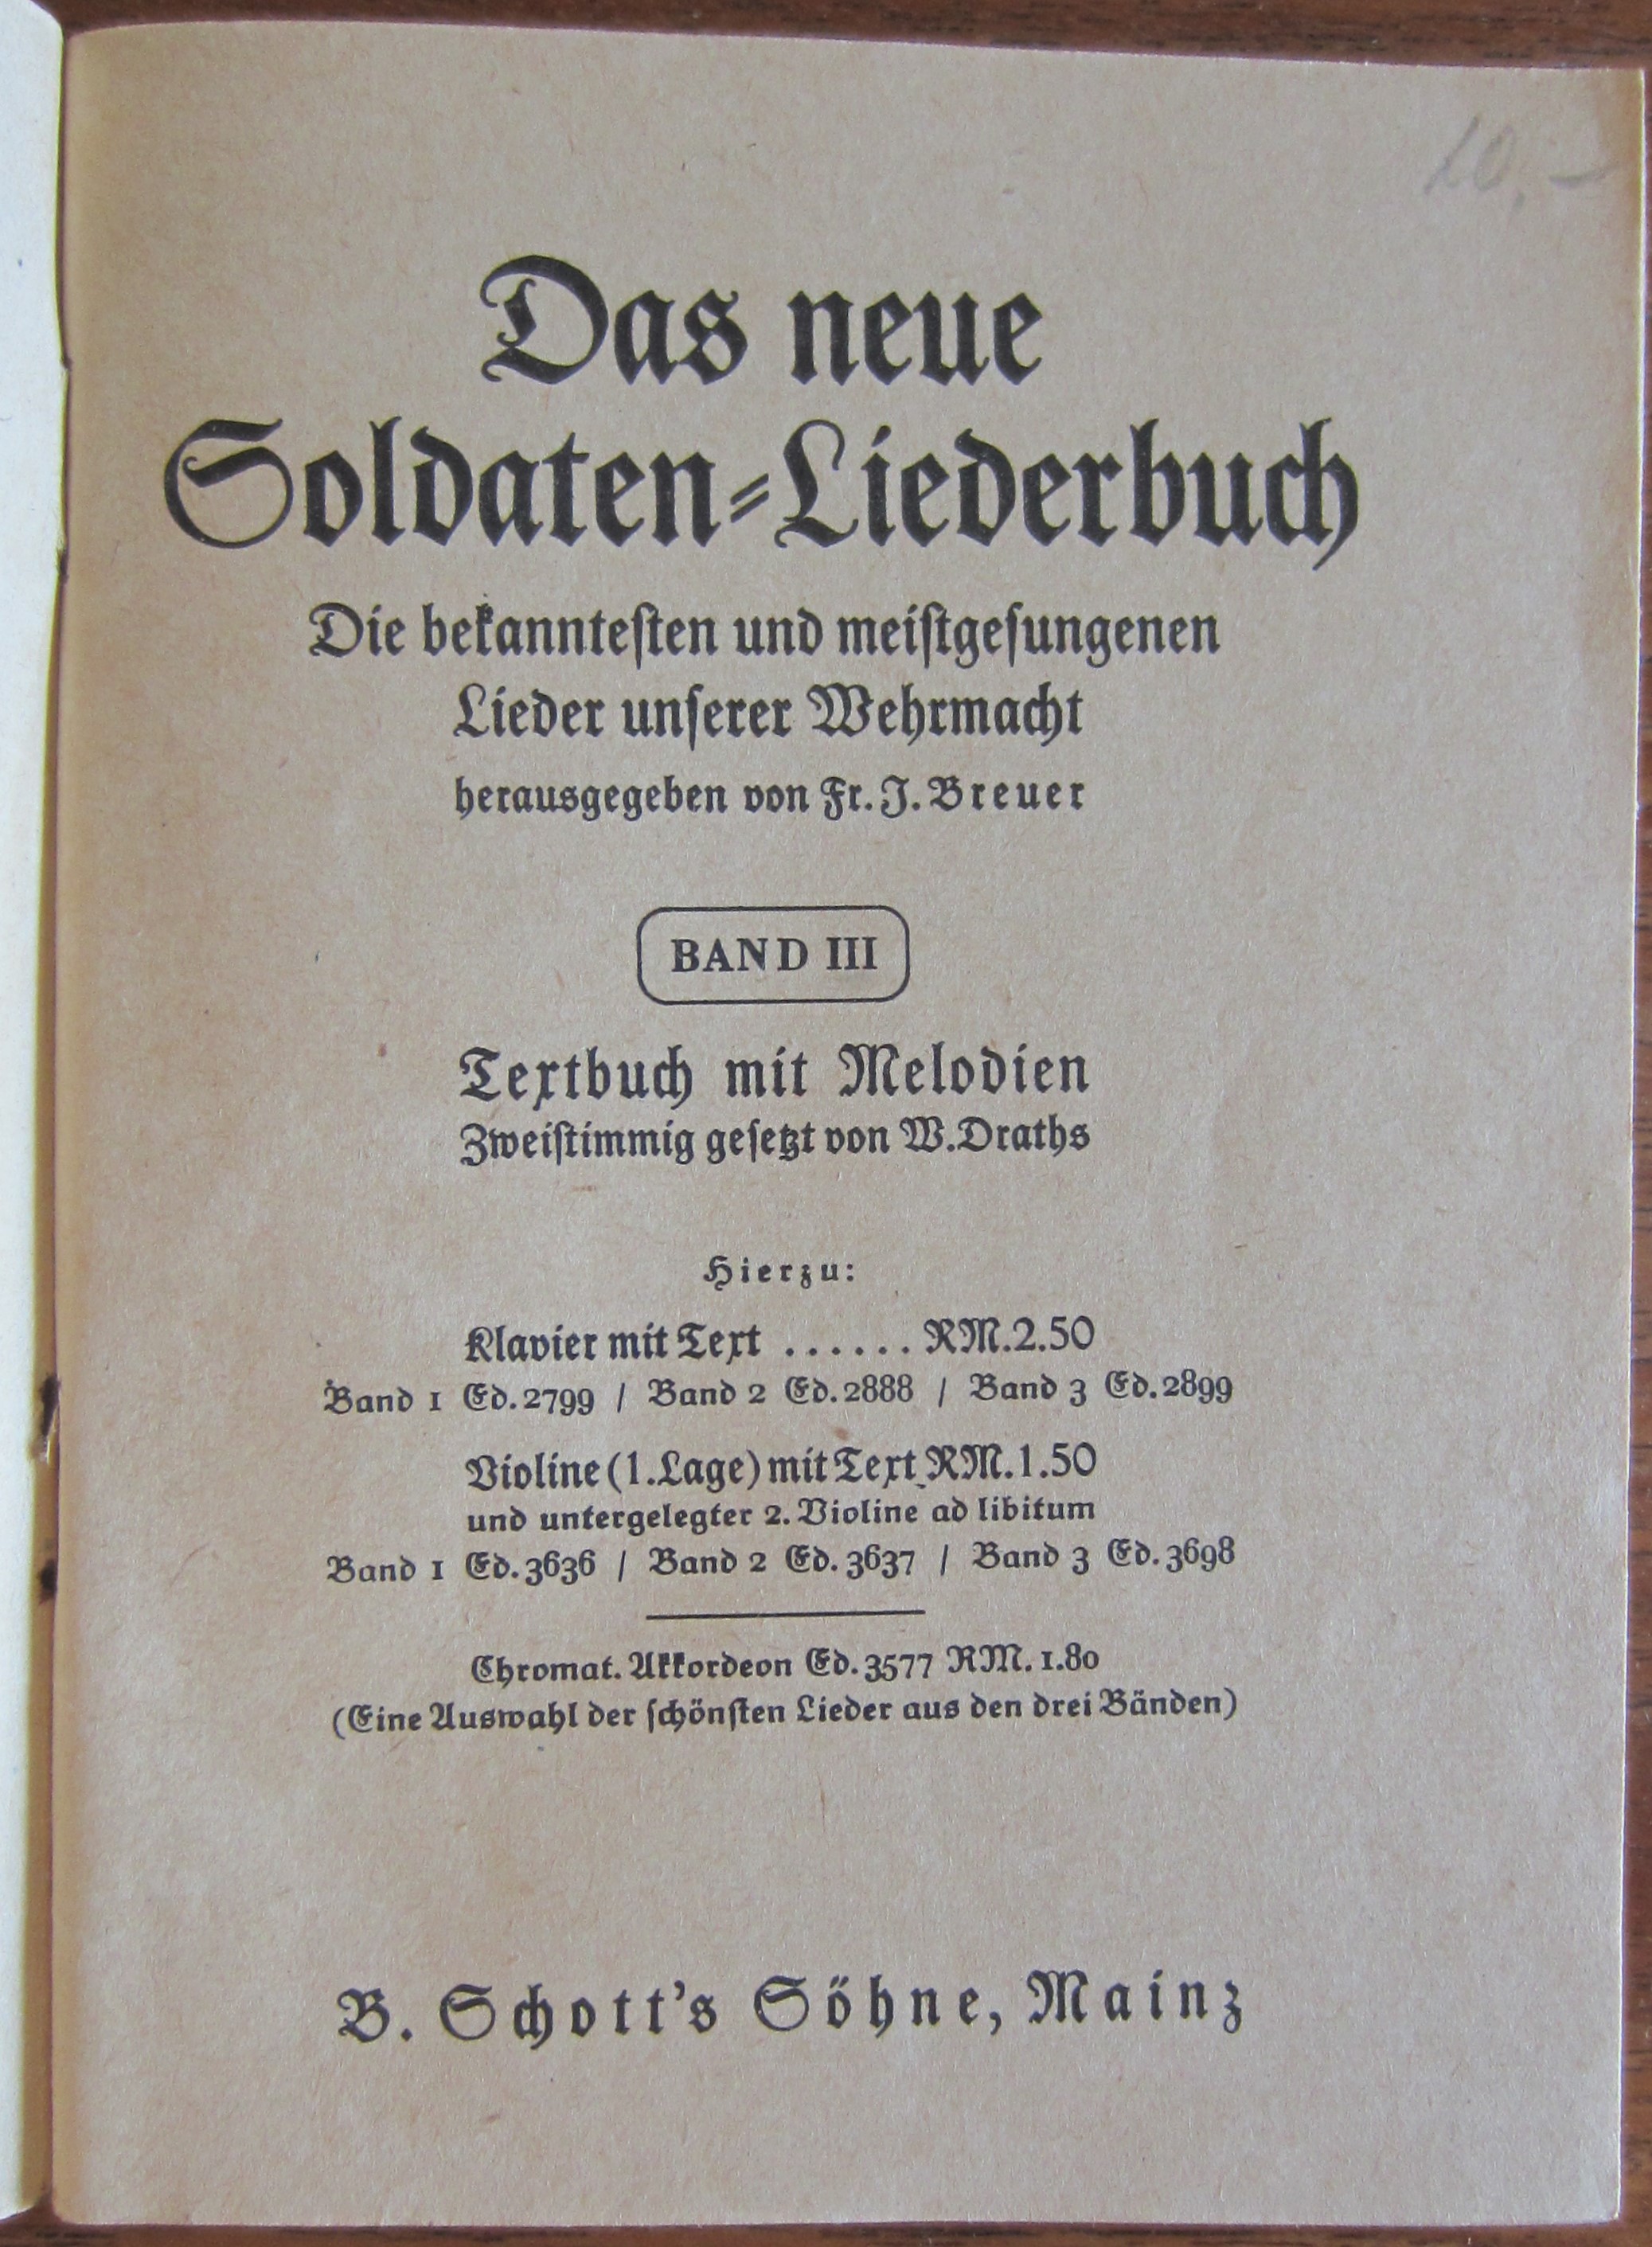 10,-
Das neue
Soldaten=Liederbuch
Die bekannteſten und meiſtgeſungenen
Lieder unſerer Wehrmacht
herausgegeben von Fr. J. Breuer
BAND III
Textbuch mit Melodien
Zweiſtimmig geſetzt von W. Draths
Hierzu:
Klavier mit Text ...... RM. 2.50
Band 1 Ed. 2799 / Band 2 Ed. 2888 / Band 3 Ed. 2899
Violine (1. Lage) mit Text RM. 1.50
und untergelegter 2. Violine ad libitum
Band 1 Ed. 3636 / Band 2 Ed. 3637 / Band 3 Ed. 3698
Chromat. Akkordeon Ed. 3577 RM. 1.80
(Eine Auswahl der ſchönſten Lieder aus den drei Bänden)
B. Schott's Söhne, Mainz